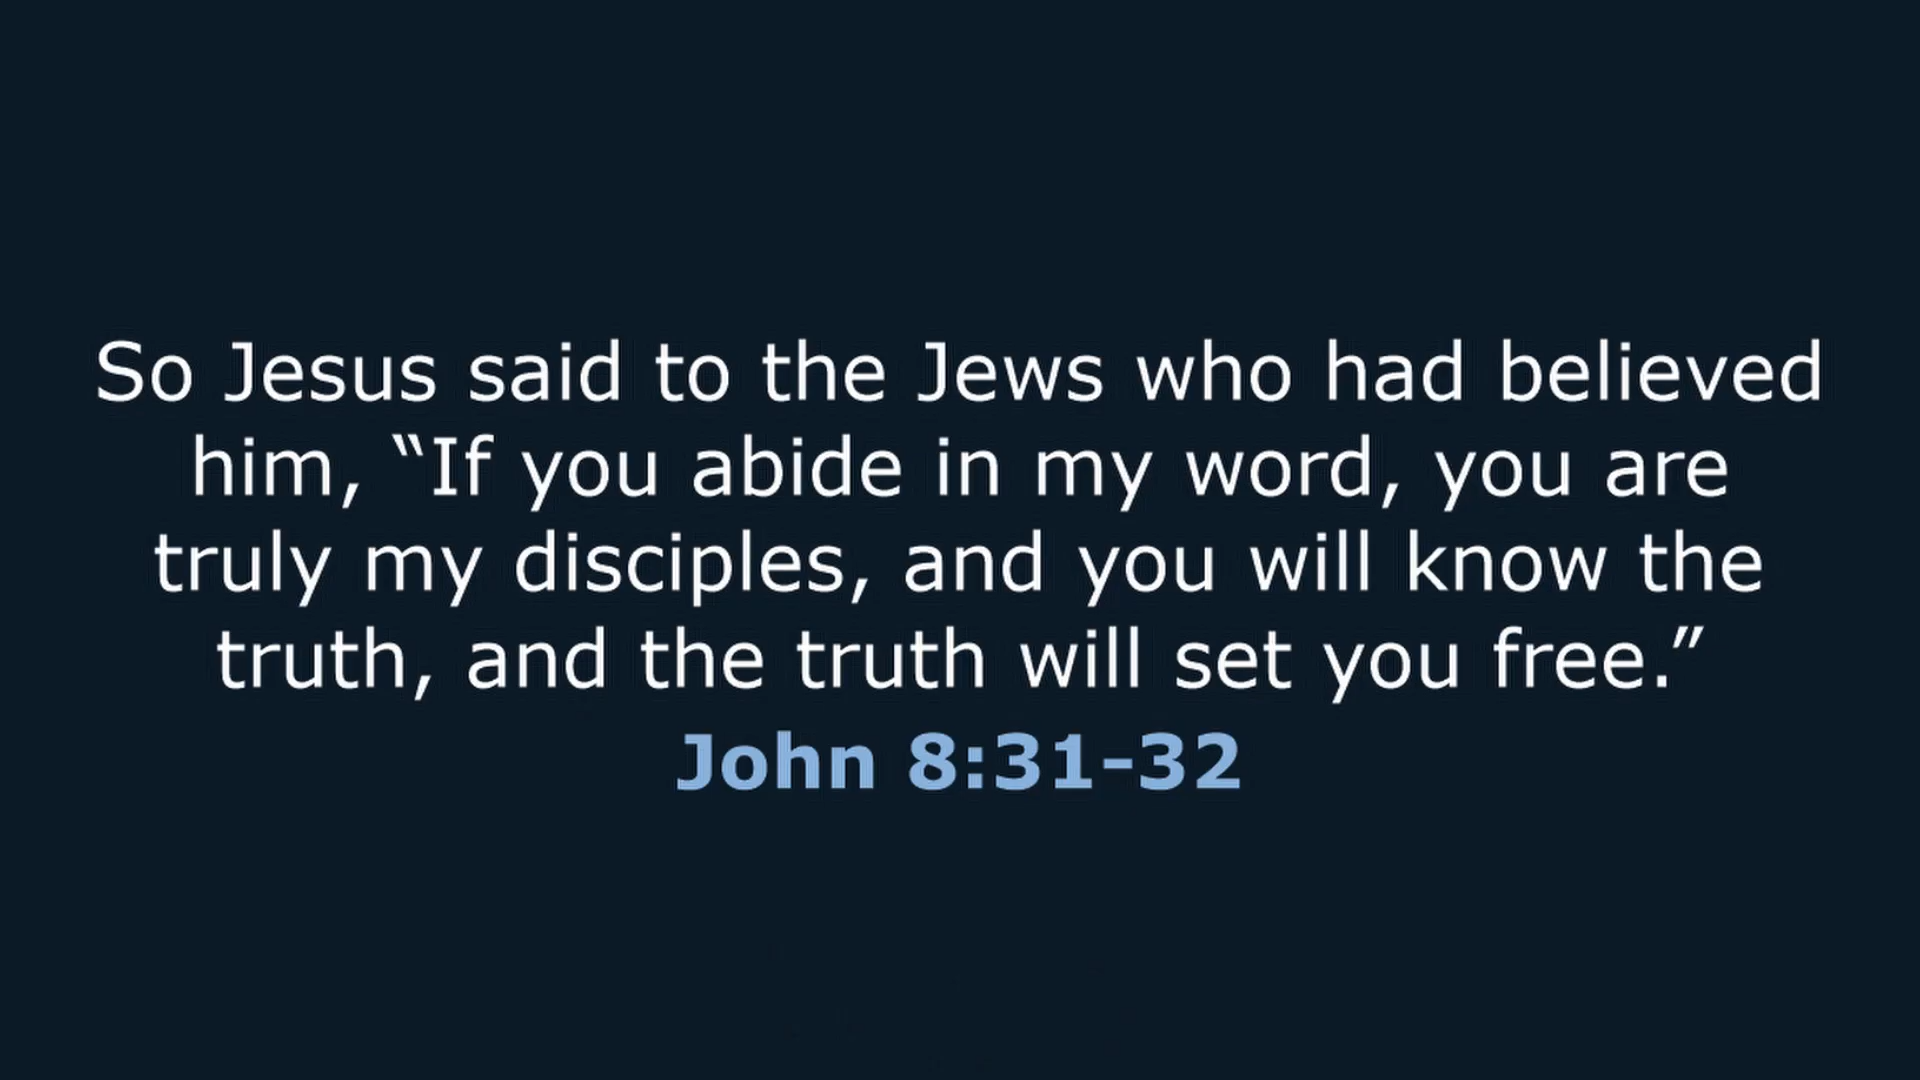 So Jesus said to the Jews who had believed
him, “If you abide in my word, you are
truly my disciples, and you will know the
truth, and the truth will set you free.”
John 8:31-32